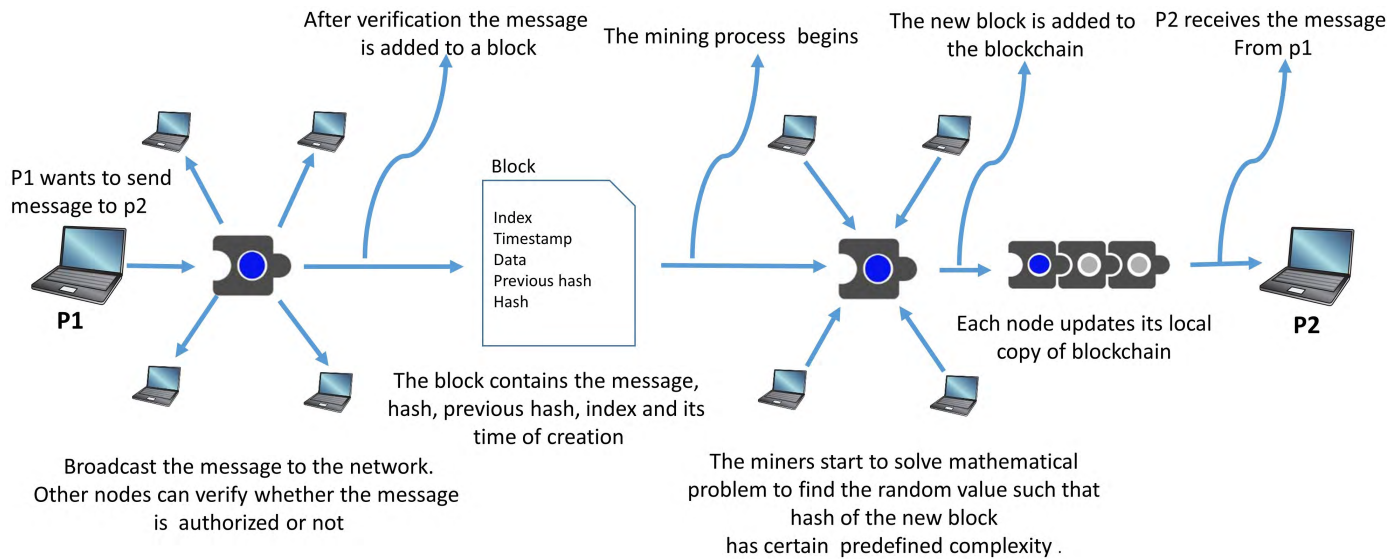 After verification the message
is added to a block
The mining process  begins
The new block is added to
the blockchain
P2 receives the message
From p1
P1 wants to send
message to p2
P1
Block
Index
Timestamp
Data
Previous hash
Hash
Each node updates its local
copy of blockchain
P2
The block contains the message,
hash, previous hash, index and its
time of creation
Broadcast the message to the network.
Other nodes can verify whether the message
is  authorized or not
The miners start to solve mathematical
problem to find the random value such that
hash of the new block
has certain  predefined complexity .